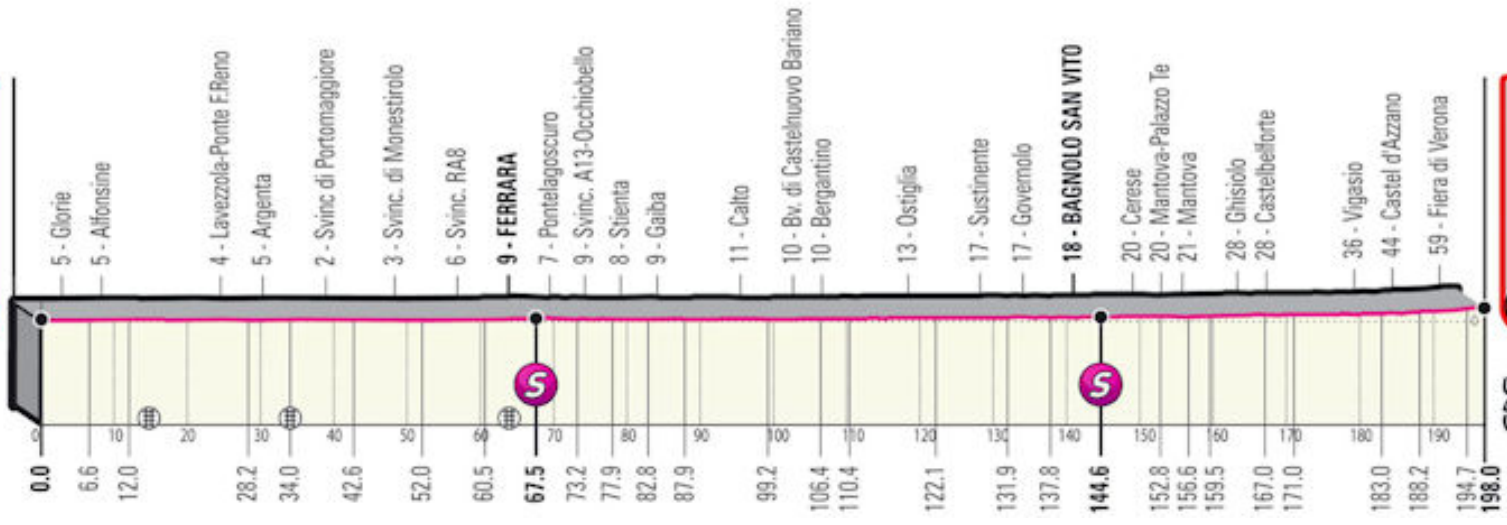 5 - Glorie
5 - Alfonsine
4 - Lavezzola-Ponte F.Reno
5 - Argenta
2 - Svinc di Portomaggiore
3 - Svinc. di Monestirolo
6 - Svinc. RA8
9 - FERRARA
7 - Pontelagoscuro
9 - Svinc. A13-Occhiobello
8 - Stienta
9 - Gaiba
11 - Calto
10 - Bv. di Castelnuovo Bariano
10 - Bergantino
13 - Ostiglia
17 - Sustinente
17 - Governolo
18 - BAGNOLO SAN VITO
20 - Cerese
20 - Mantova-Palazzo Te
21 - Mantova
28 - Ghisiolo
28 - Castelbelforte
36 - Vigasio
44 - Castel d'Azzano
59 - Fiera di Verona
0
S
S
0 10 20 30 40 50 60 70 80 90 100 110 120 130 140 150 160 170 180 190
0.0
6.6
12.0
28.2
34.0
42.6
52.0
60.5
67.5
73.2
77.9
82.8
87.9
99.2
106.4
110.4
122.1
131.9
137.8
144.6
152.8
156.6
159.5
167.0
171.0
183.0
188.2
194.7
198.0